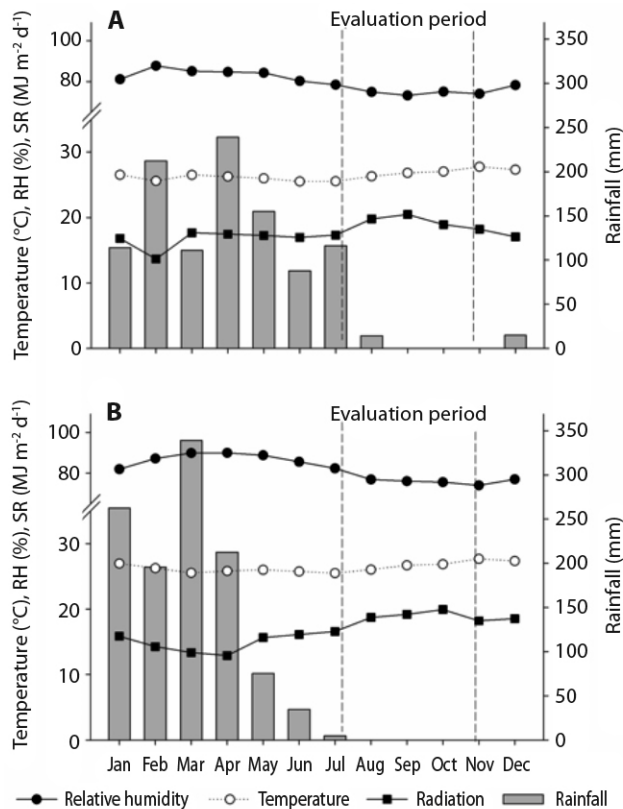 A
Evaluation period
Temperature (°C), RH (%), SR (MJ m⁻² d⁻¹)
100
80
30
20
10
0
350
300
250
200
150
100
50
0
Rainfall (mm)
B
Evaluation period
Temperature (°C), RH (%), SR (MJ m⁻² d⁻¹)
100
80
30
20
10
0
350
300
250
200
150
100
50
0
Rainfall (mm)
Jan Feb Mar Apr May Jun Jul Aug Sep Oct Nov Dec
Relative humidity Temperature Radiation Rainfall